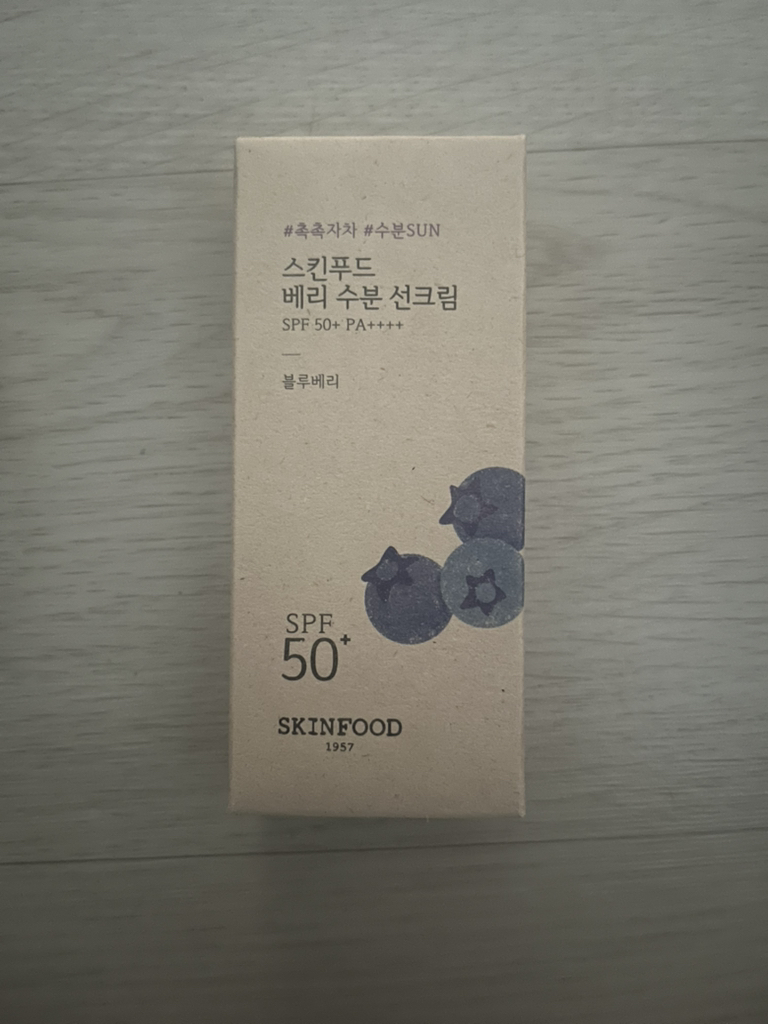 #촉촉자차 #수분SUN
스킨푸드
베리 수분 선크림
SPF 50+ PA++++
블루베리
SPF
50+
SKINFOOD
1957